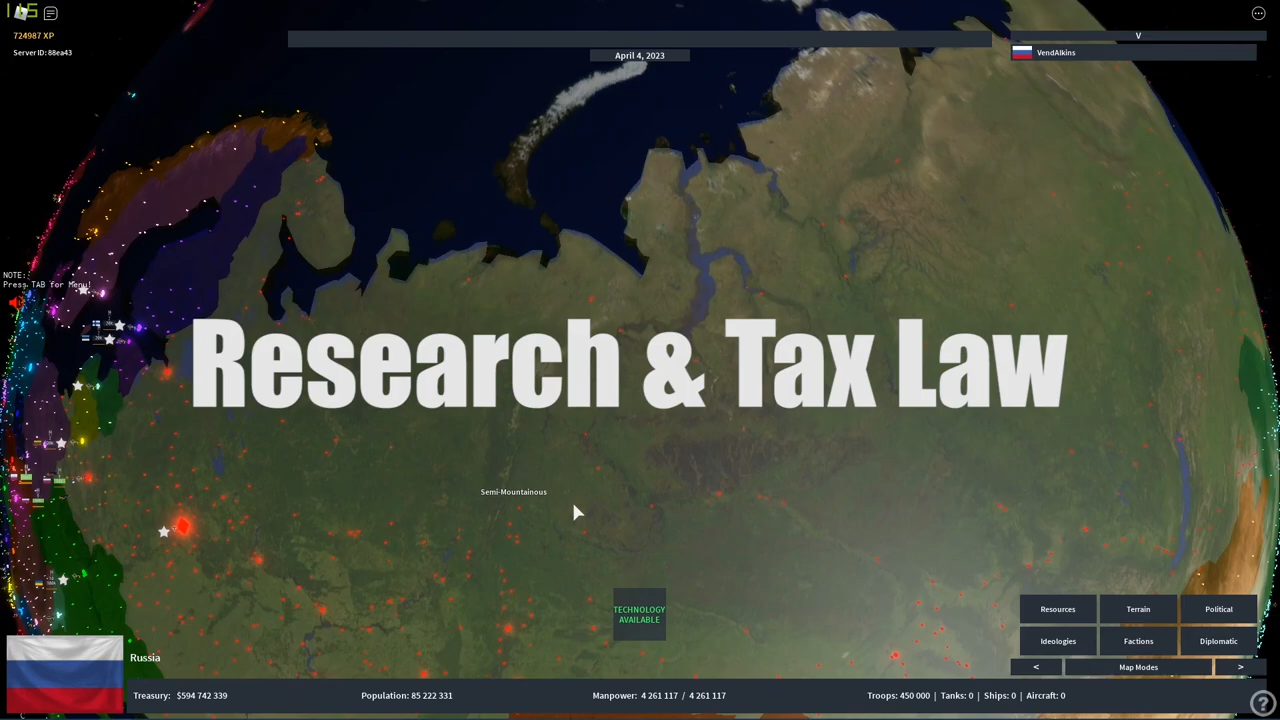 115
724987 XP
Server ID: 88ea43
April 4, 2023
V
VendAlkins
NOTE:
Press TAB for Menu!
Research & Tax Law
Semi-Mountainous
TECHNOLOGY
AVAILABLE
Resources
Terrain
Political
Ideologies
Factions
Diplomatic
<
Map Modes
>
Russia
Treasury: $594 742 339
Population: 85 222 331
Manpower: 4 261 117 / 4 261 117
Troops: 450 000 | Tanks: 0 | Ships: 0 | Aircraft: 0
?